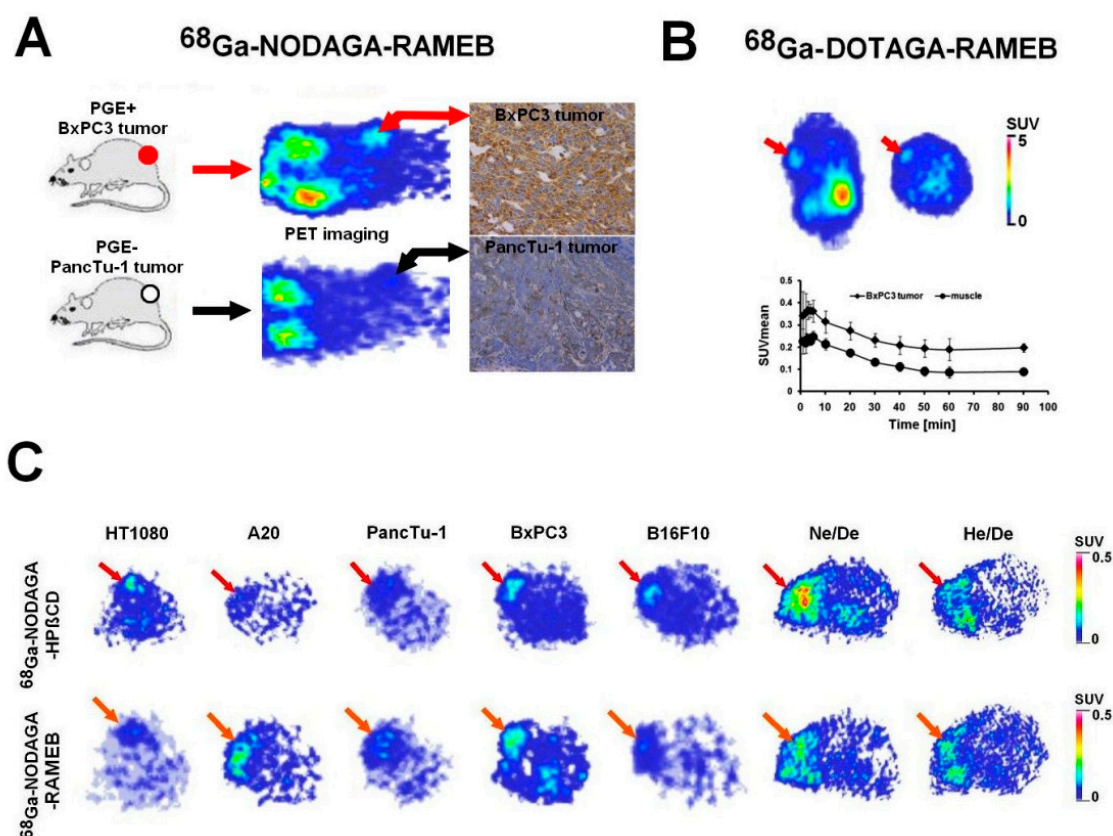 A
68Ga-NODAGA-RAMEB
PGE+
BxPC3 tumor
BxPC3 tumor
PET imaging
PGE-
PancTu-1 tumor
PancTu-1 tumor
B
68Ga-DOTAGA-RAMEB
SUV
5
0
0.5
0.4
0.3
0.2
0.1
0
SUV/mean
BxPC3 tumor
muscle
0 10 20 30 40 50 60 70 80 90 100
Time [min]
C
HT1080 A20 PancTu-1 BxPC3 B16F10 Ne/De He/De
68Ga-NODAGA
-HPβCD
SUV
0.5
0
68Ga-NODAGA
-RAMEB
SUV
0.5
0